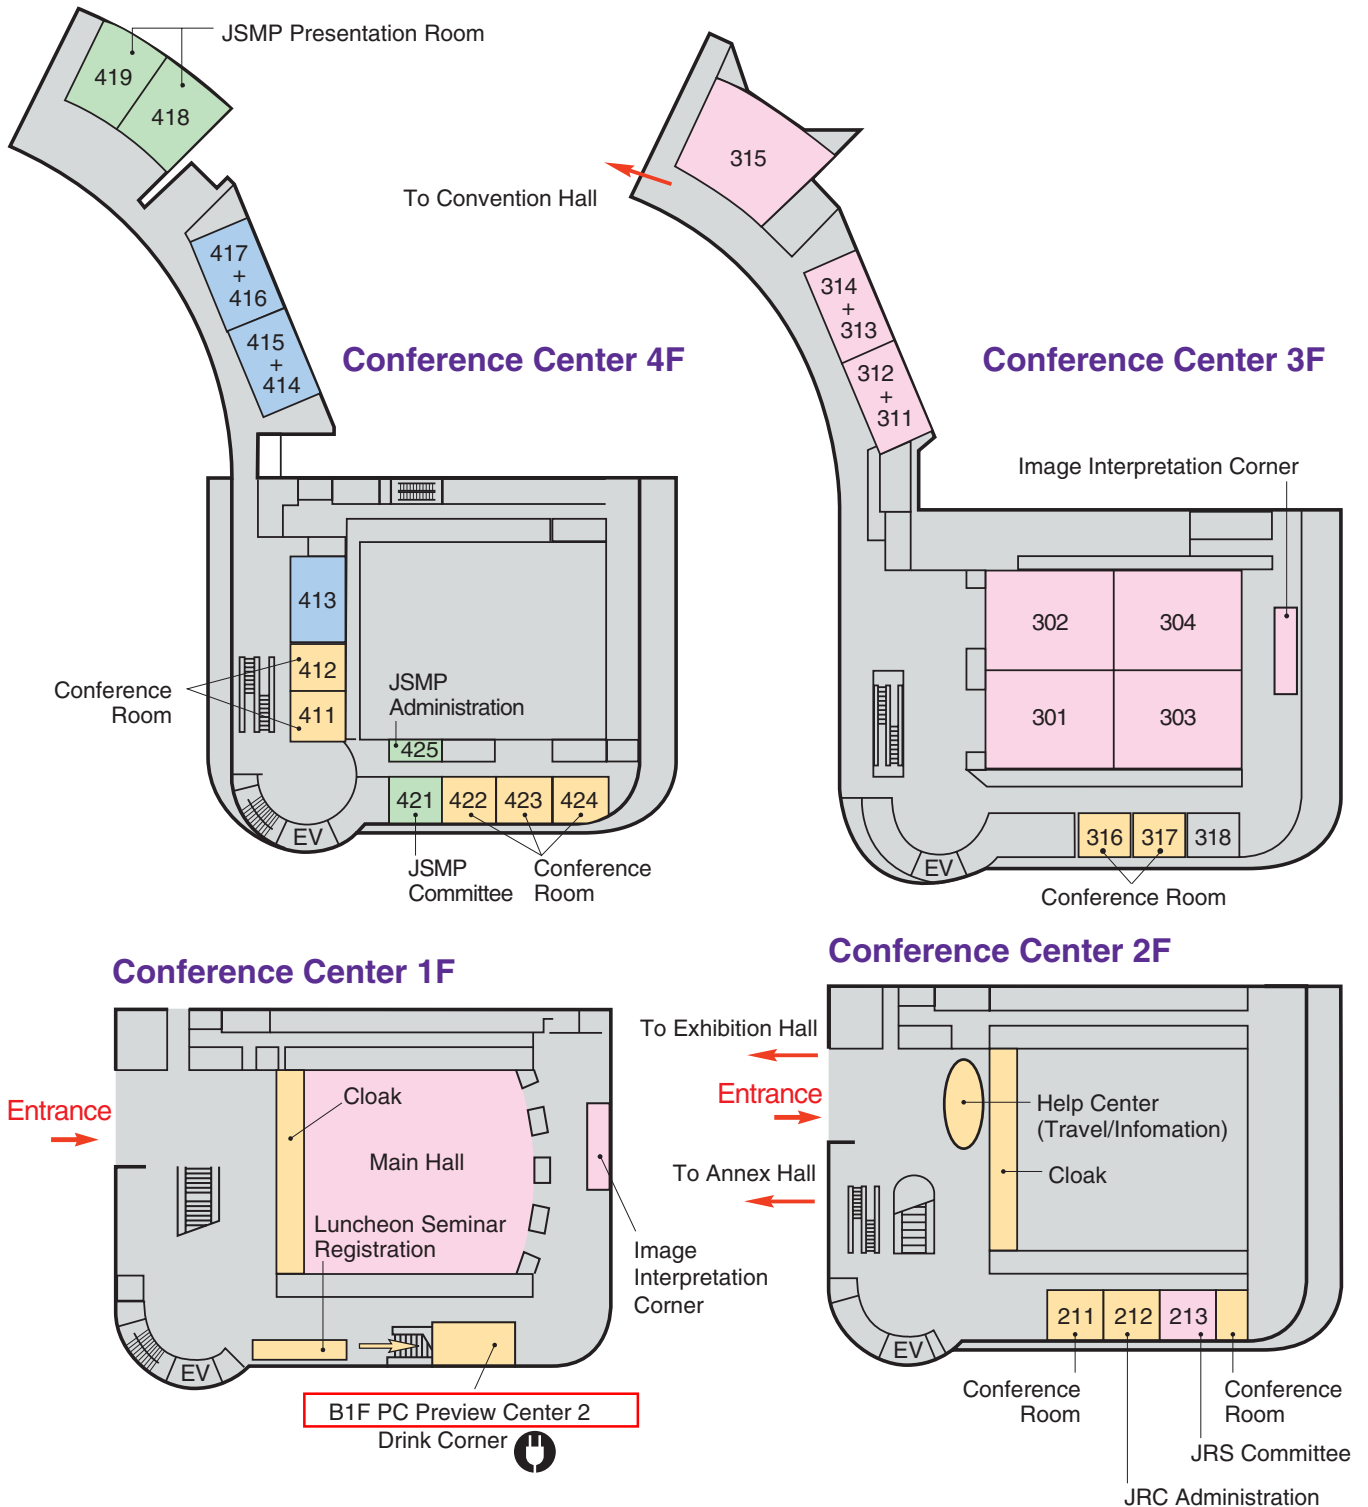 JSMP Presentation Room
419
418
417
+
416
415
+
414
Conference Center 4F
413
412
411
Conference
Room
JSMP
Administration
425
421
422
423
424
EV
JSMP
Committee
Conference
Room
315
To Convention Hall
314
+
313
312
+
311
Conference Center 3F
Image Interpretation Corner
302
304
301
303
316
317
318
EV
Conference Room
Conference Center 1F
Entrance
Cloak
Main Hall
Luncheon Seminar
Registration
Image
Interpretation
Corner
EV
B1F PC Preview Center 2
Drink Corner
Conference Center 2F
To Exhibition Hall
Entrance
To Annex Hall
Help Center
(Travel/Infomation)
Cloak
211
212
213
EV
Conference
Room
Conference
Room
JRS Committee
JRC Administration